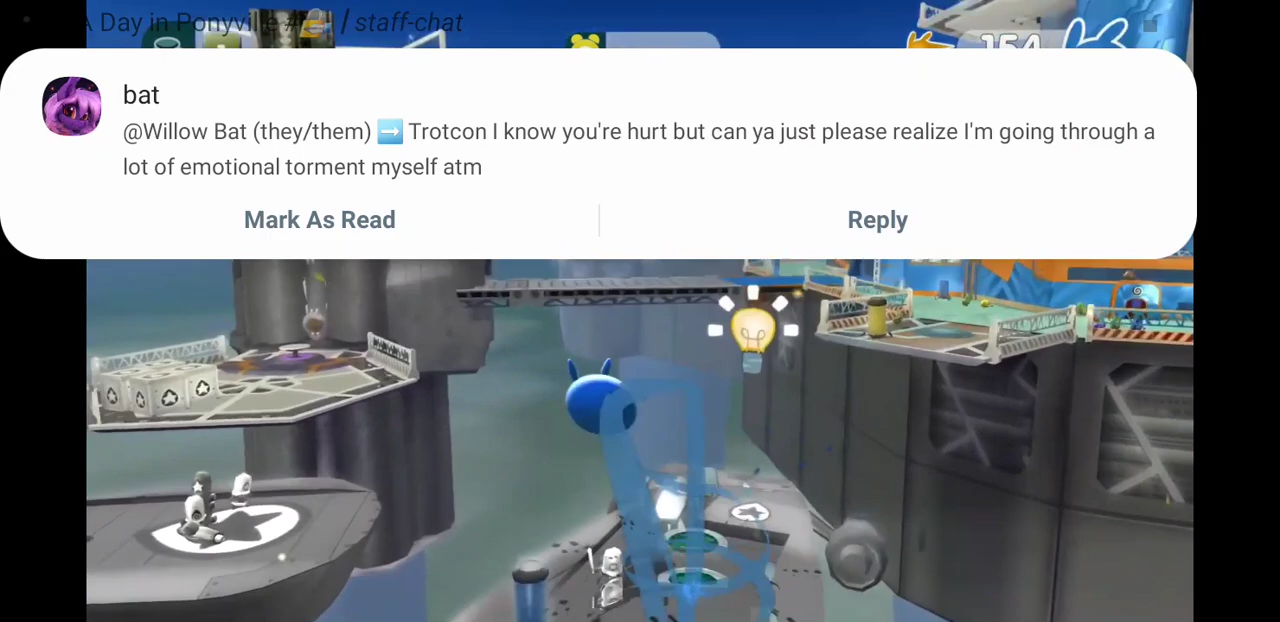 A Day in Ponyville # / staff-chat
154
bat
@Willow Bat (they/them) ➡️ Trotcon I know you're hurt but can ya just please realize I'm going through a
lot of emotional torment myself atm
Mark As Read
Reply